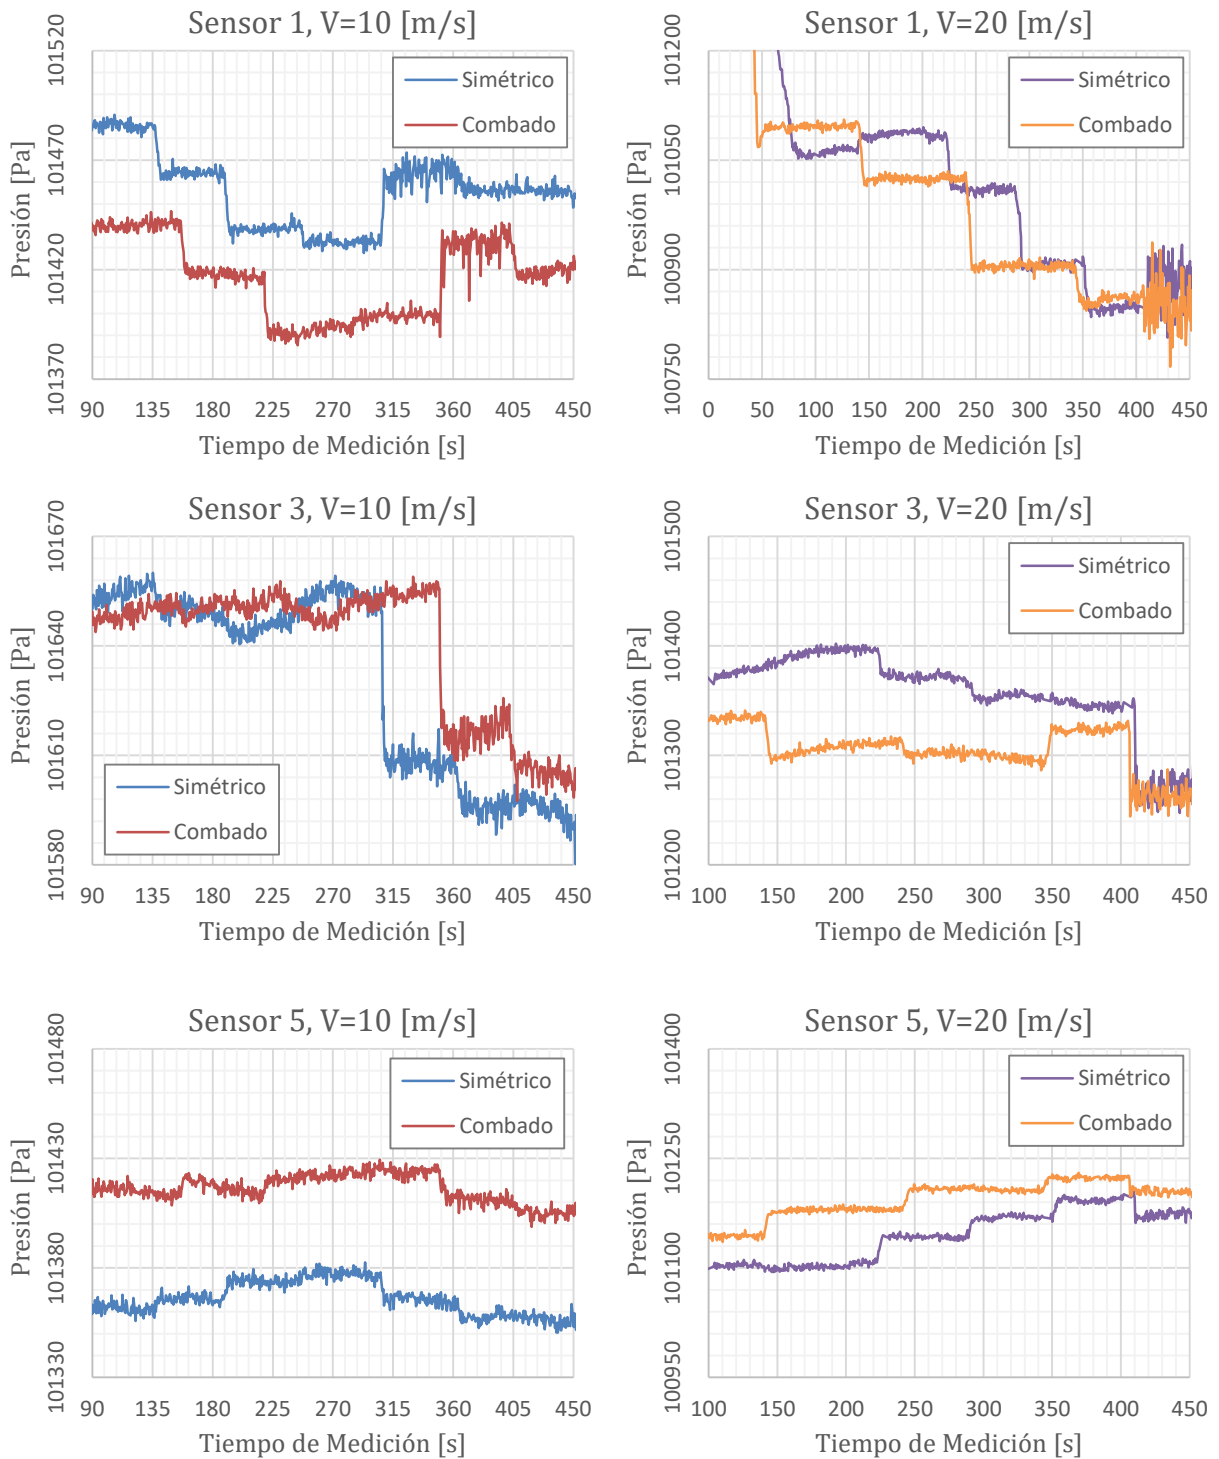 Sensor 1, V=10 [m/s]
Presión [Pa]
101520
101470
101420
101370
Simétrico
Combado
90 135 180 225 270 315 360 405 450
Tiempo de Medición [s]
Sensor 1, V=20 [m/s]
Presión [Pa]
101200
101050
100900
100750
Simétrico
Combado
0 50 100 150 200 250 300 350 400 450
Tiempo de Medición [s]
Sensor 3, V=10 [m/s]
Presión [Pa]
101670
101640
101610
101580
Simétrico
Combado
90 135 180 225 270 315 360 405 450
Tiempo de Medición [s]
Sensor 3, V=20 [m/s]
Presión [Pa]
101500
101400
101300
101200
Simétrico
Combado
100 150 200 250 300 350 400 450
Tiempo de Medición [s]
Sensor 5, V=10 [m/s]
Presión [Pa]
101480
101430
101380
101330
Simétrico
Combado
90 135 180 225 270 315 360 405 450
Tiempo de Medición [s]
Sensor 5, V=20 [m/s]
Presión [Pa]
101400
101250
101100
100950
Simétrico
Combado
100 150 200 250 300 350 400 450
Tiempo de Medición [s]